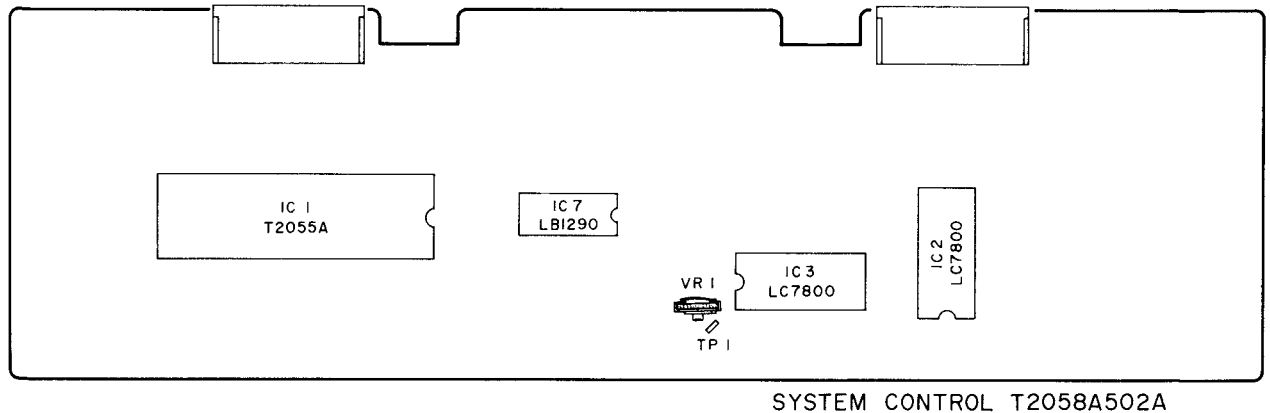 IC 1
T2055A
IC 7
LB1290
VR 1
TP 1
IC 3
LC7800
IC 2
LC7800
SYSTEM CONTROL T2058A502A